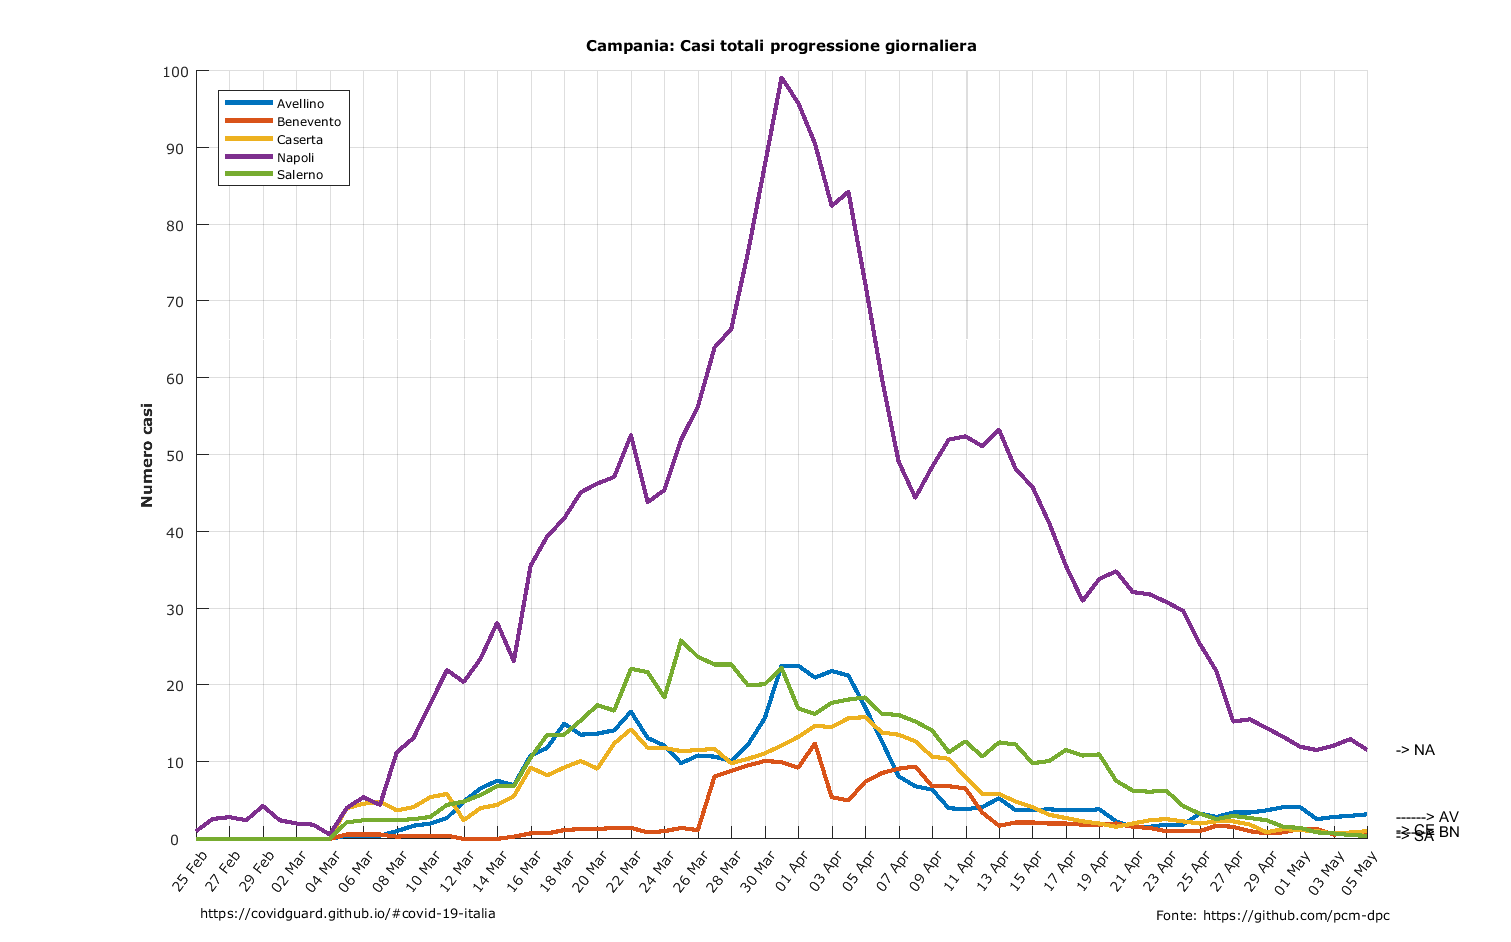 Campania: Casi totali progressione giornaliera
100
90
80
70
60
50
40
30
20
10
0
Numero casi
Avellino
Benevento
Caserta
Napoli
Salerno
-> NA
------> AV
-> CE
BN
-> SA
25 Feb
27 Feb
29 Feb
02 Mar
04 Mar
06 Mar
08 Mar
10 Mar
12 Mar
14 Mar
16 Mar
18 Mar
20 Mar
22 Mar
24 Mar
26 Mar
28 Mar
30 Mar
01 Apr
03 Apr
05 Apr
07 Apr
09 Apr
11 Apr
13 Apr
15 Apr
17 Apr
19 Apr
21 Apr
23 Apr
25 Apr
27 Apr
29 Apr
01 May
03 May
05 May
https://covidguard.github.io/#covid-19-italia
Fonte: https://github.com/pcm-dpc